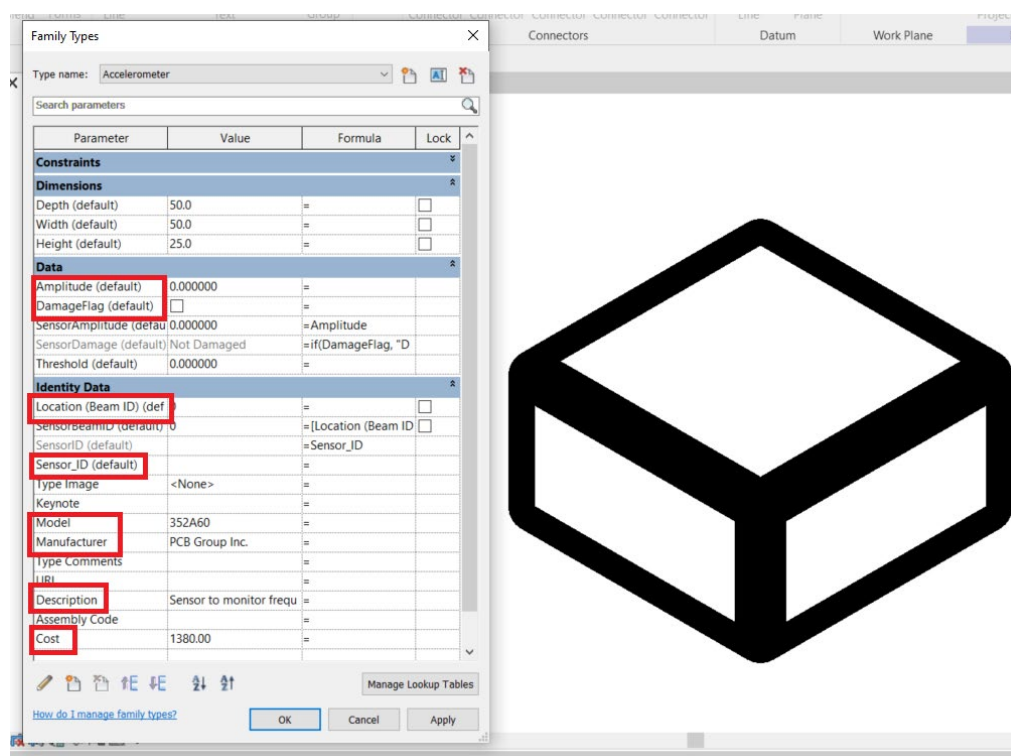 Line Text Group Connector Connector Connector Connector Connector Line Plane
Family Types
Connectors Datum Work Plane
Type name: Accelerometer
Search parameters
Parameter Value Formula Lock
Constraints
Dimensions
Depth (default) 50.0 =
Width (default) 50.0 =
Height (default) 25.0 =
Data
Amplitude (default) 0.000000 =
DamageFlag (default) =
SensorAmplitude (defau 0.000000 =Amplitude
SensorDamage (default) Not Damaged =if(DamageFlag, "D
Threshold (default) 0.000000 =
Identity Data
Location (Beam ID) (def =
SensorBeamID (default) 0 =[Location (Beam ID
SensorID (default) =Sensor_ID
Sensor_ID (default) =
Type Image <None> =
Keynote =
Model 352A60 =
Manufacturer PCB Group Inc. =
Type Comments =
URL =
Description Sensor to monitor frequ =
Assembly Code =
Cost 1380.00 =
Manage Lookup Tables
How do I manage family types?
OK Cancel Apply